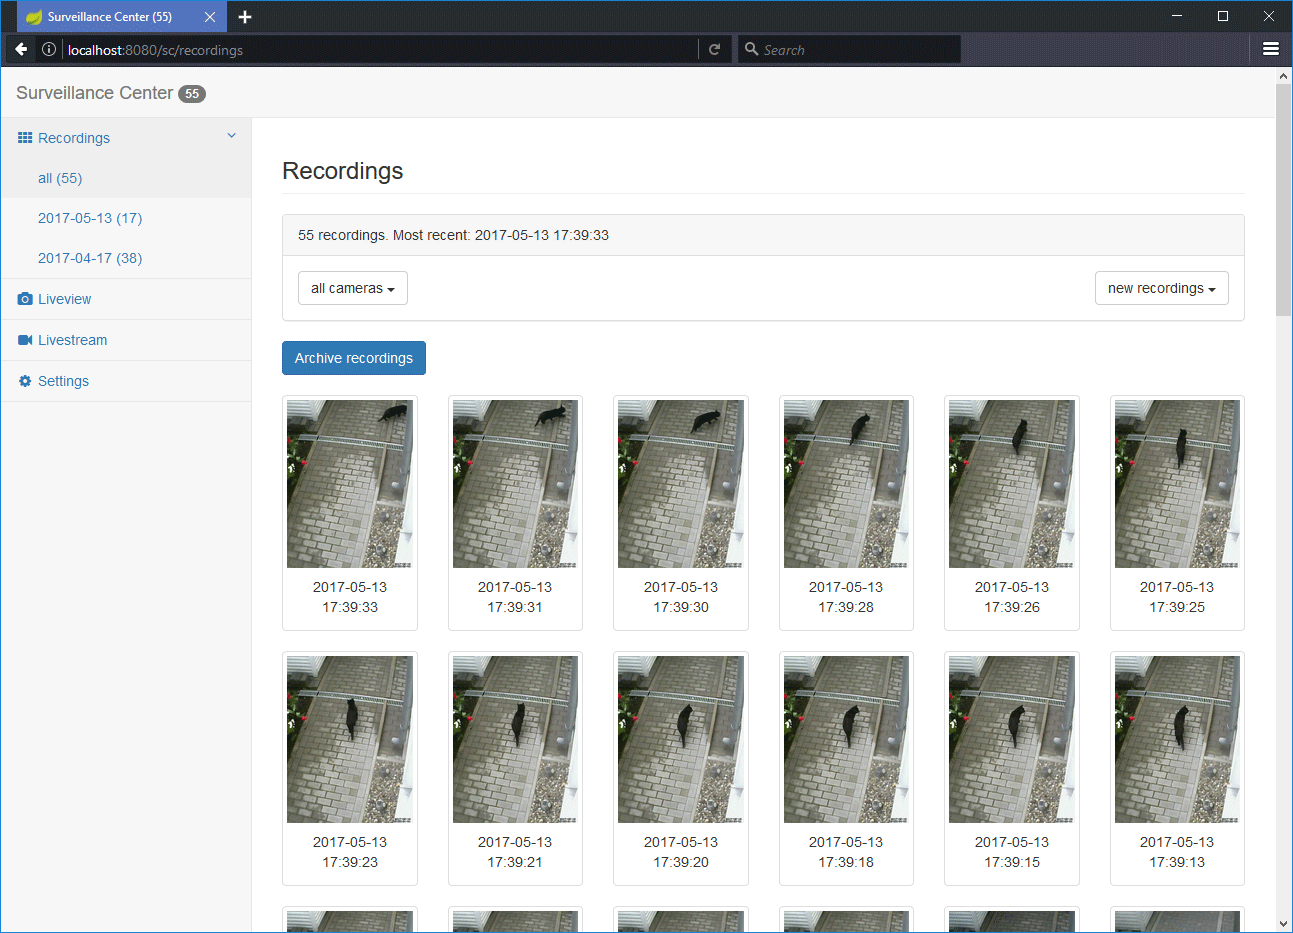 Surveillance Center (55)
localhost:8080/sc/recordings
Search
Surveillance Center 55
Recordings
all (55)
2017-05-13 (17)
2017-04-17 (38)
Liveview
Livestream
Settings
Recordings
55 recordings. Most recent: 2017-05-13 17:39:33
all cameras
new recordings
Archive recordings
2017-05-13
17:39:33
2017-05-13
17:39:31
2017-05-13
17:39:30
2017-05-13
17:39:28
2017-05-13
17:39:26
2017-05-13
17:39:25
2017-05-13
17:39:23
2017-05-13
17:39:21
2017-05-13
17:39:20
2017-05-13
17:39:18
2017-05-13
17:39:15
2017-05-13
17:39:13